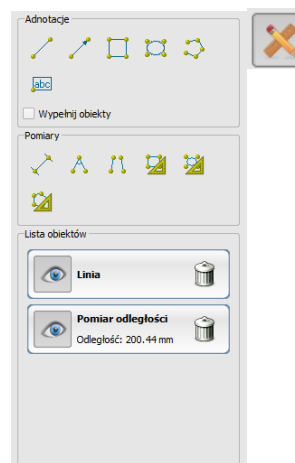 Adnotacje
abc
Wypełnij obiekty
Pomiary
Lista obiektów
Linia
Pomiar odległości
Odległość: 200.44 mm